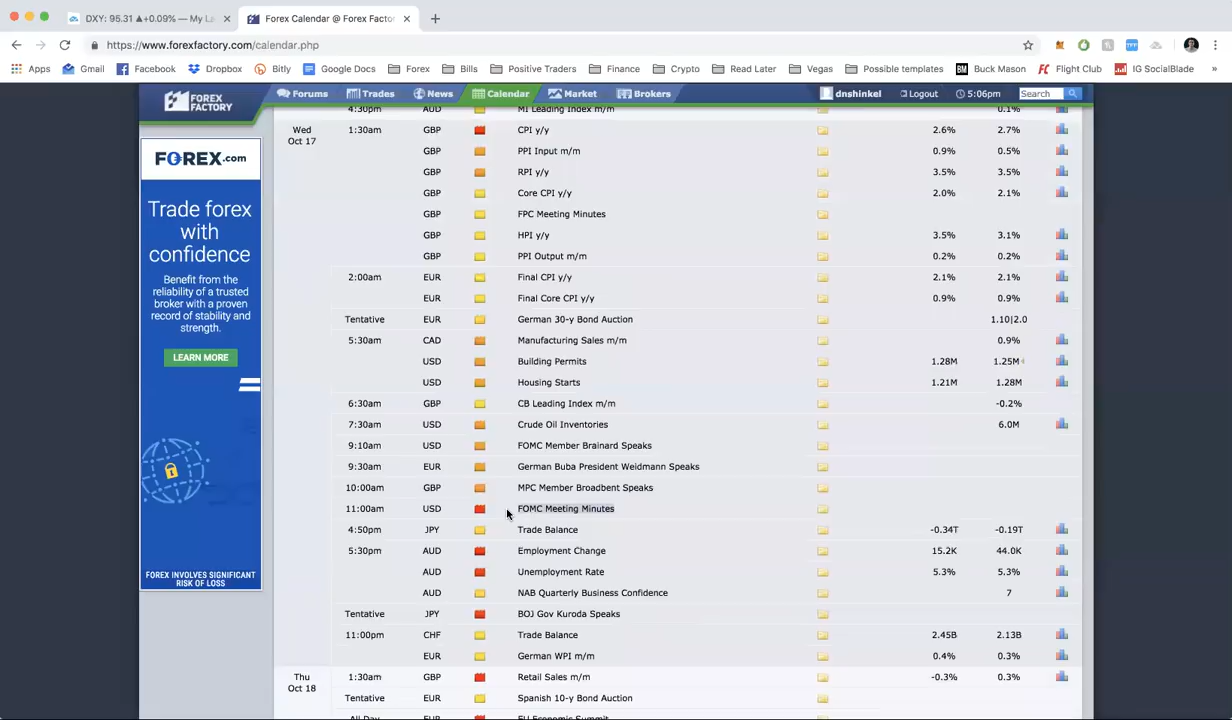 DXY: 96.31 ▲+0.09% — My La
Forex Calendar @ Forex Facto
https://www.forexfactory.com/calendar.php
Apps Gmail Facebook Dropbox Bitly Google Docs Forex Bills Positive Traders Finance Crypto Read Later Vegas Possible templates Buck Mason Flight Club IG SocialBlade »
FOREX FACTORY
Forums Trades News Calendar Market Brokers dnshinkel Logout 5:06pm Search
4:30pm AUD MI Leading Index m/m 0.1%
Wed Oct 17 1:30am GBP CPI y/y 2.6% 2.7%
GBP PPI Input m/m 0.9% 0.5%
GBP RPI y/y 3.5% 3.5%
GBP Core CPI y/y 2.0% 2.1%
GBP FPC Meeting Minutes
GBP HPI y/y 3.5% 3.1%
GBP PPI Output m/m 0.2% 0.2%
2:00am EUR Final CPI y/y 2.1% 2.1%
EUR Final Core CPI y/y 0.9% 0.9%
Tentative EUR German 30-y Bond Auction 1.10|2.0
5:30am CAD Manufacturing Sales m/m 0.9%
USD Building Permits 1.28M 1.25M
USD Housing Starts 1.21M 1.28M
6:30am GBP CB Leading Index m/m -0.2%
7:30am USD Crude Oil Inventories 6.0M
9:10am USD FOMC Member Brainard Speaks
9:30am EUR German Buba President Weidmann Speaks
10:00am GBP MPC Member Broadbent Speaks
11:00am USD FOMC Meeting Minutes
4:50pm JPY Trade Balance -0.34T -0.19T
5:30pm AUD Employment Change 15.2K 44.0K
AUD Unemployment Rate 5.3% 5.3%
AUD NAB Quarterly Business Confidence 7
Tentative JPY BOJ Gov Kuroda Speaks
11:00pm CHF Trade Balance 2.45B 2.13B
EUR German WPI m/m 0.4% 0.3%
Thu Oct 18 1:30am GBP Retail Sales m/m -0.3% 0.3%
Tentative EUR Spanish 10-y Bond Auction
All Day EUR EU Economic Summit
FOREX.com
Trade forex
with
confidence
Benefit from the
reliability of a trusted
broker with a proven
record of stability and
strength.
LEARN MORE
FOREX INVOLVES SIGNIFICANT
RISK OF LOSS